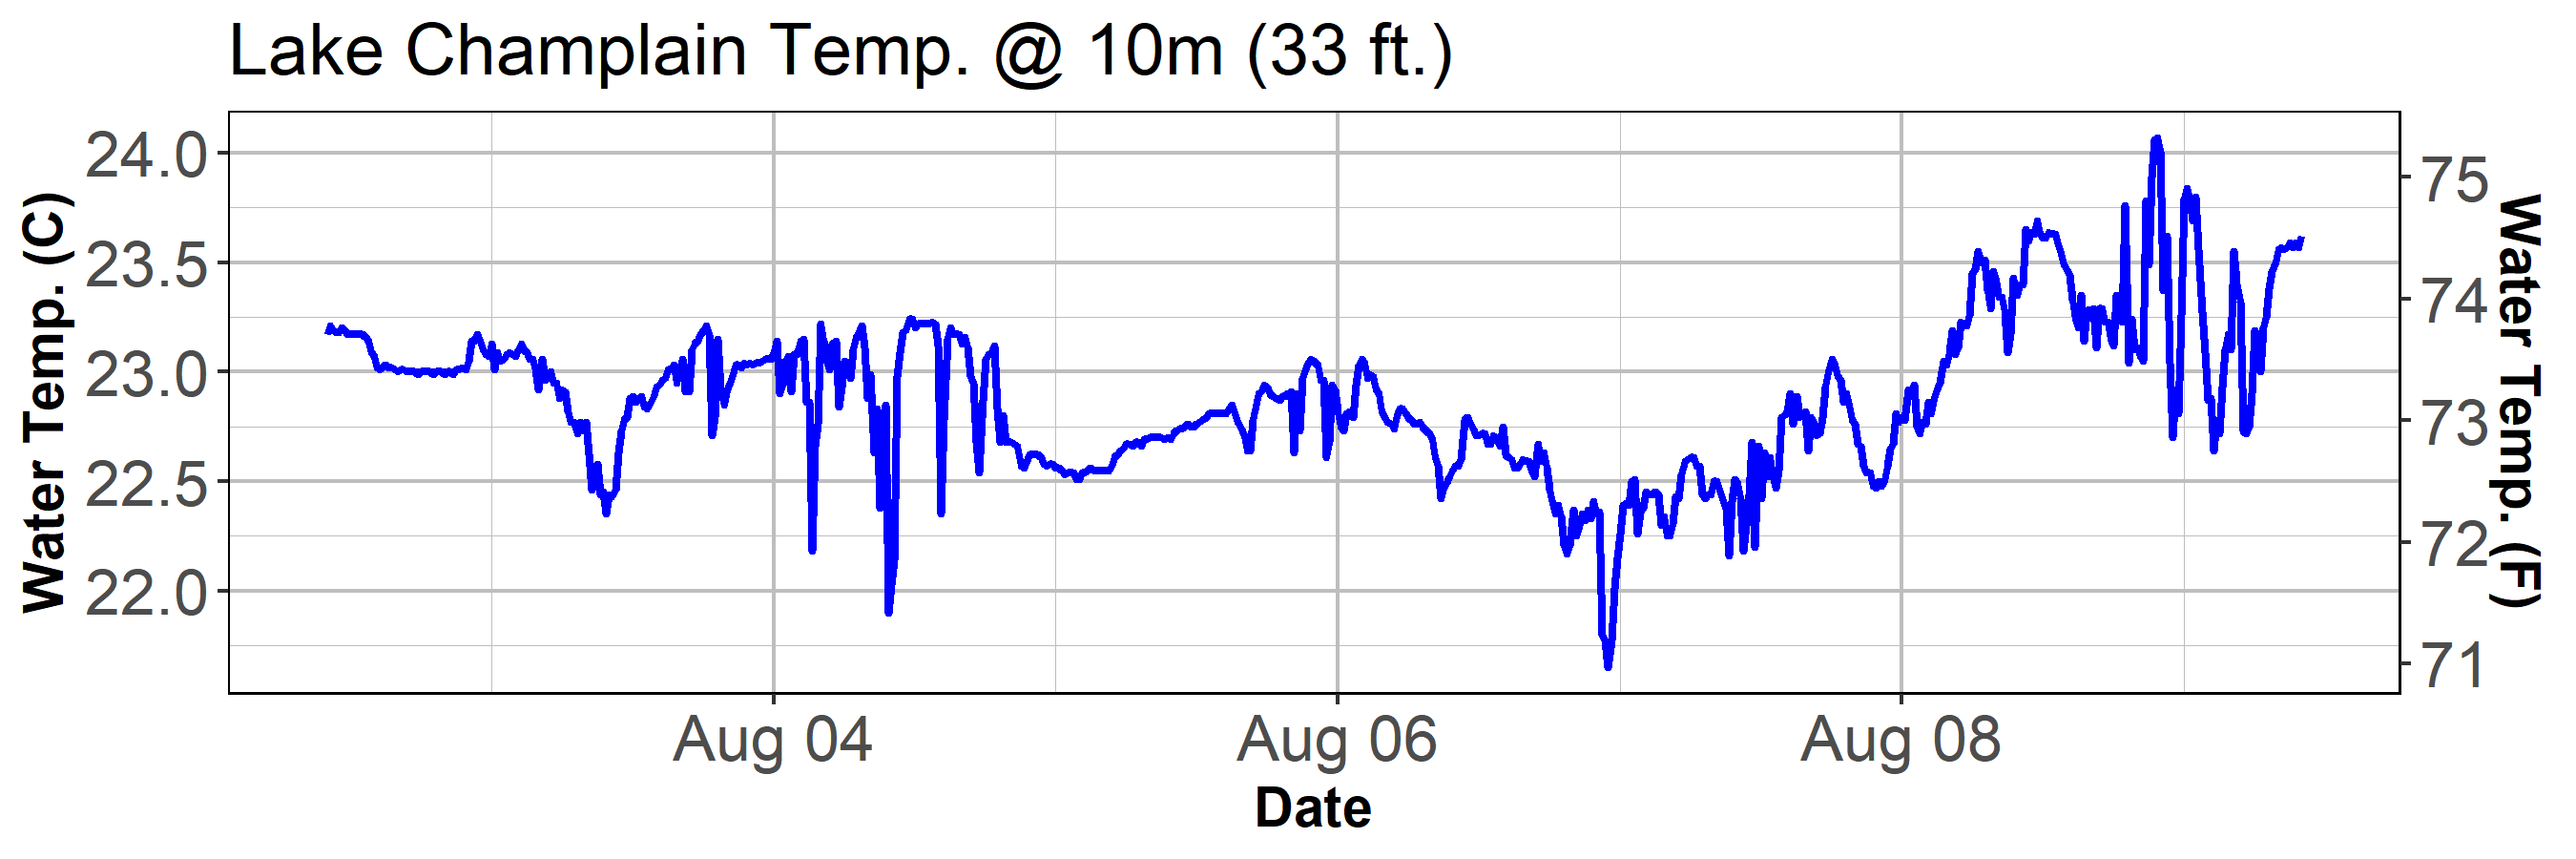 Lake Champlain Temp. @ 10m (33 ft.)
Water Temp. (C)
24.0
23.5
23.0
22.5
22.0
75
74
73
72
71
Water Temp. (F)
Aug 04 Aug 06 Aug 08
Date